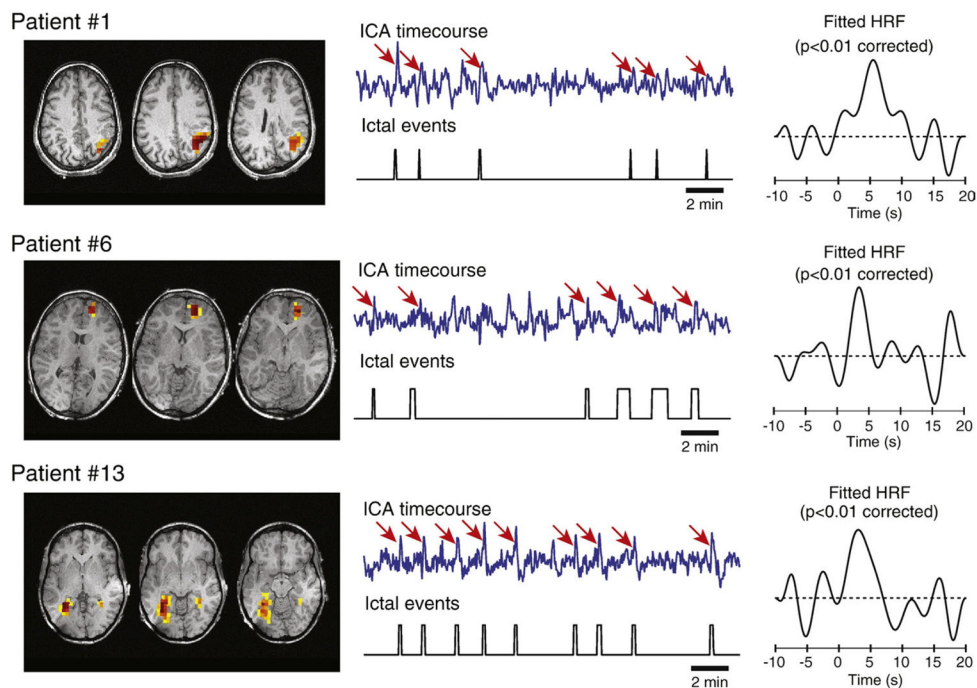 Patient #1
ICA timecourse
Ictal events
2 min
Fitted HRF
(p<0.01 corrected)
-10 -5 0 5 10 15 20
Time (s)
Patient #6
ICA timecourse
Ictal events
2 min
Fitted HRF
(p<0.01 corrected)
-10 -5 0 5 10 15 20
Time (s)
Patient #13
ICA timecourse
Ictal events
2 min
Fitted HRF
(p<0.01 corrected)
-10 -5 0 5 10 15 20
Time (s)